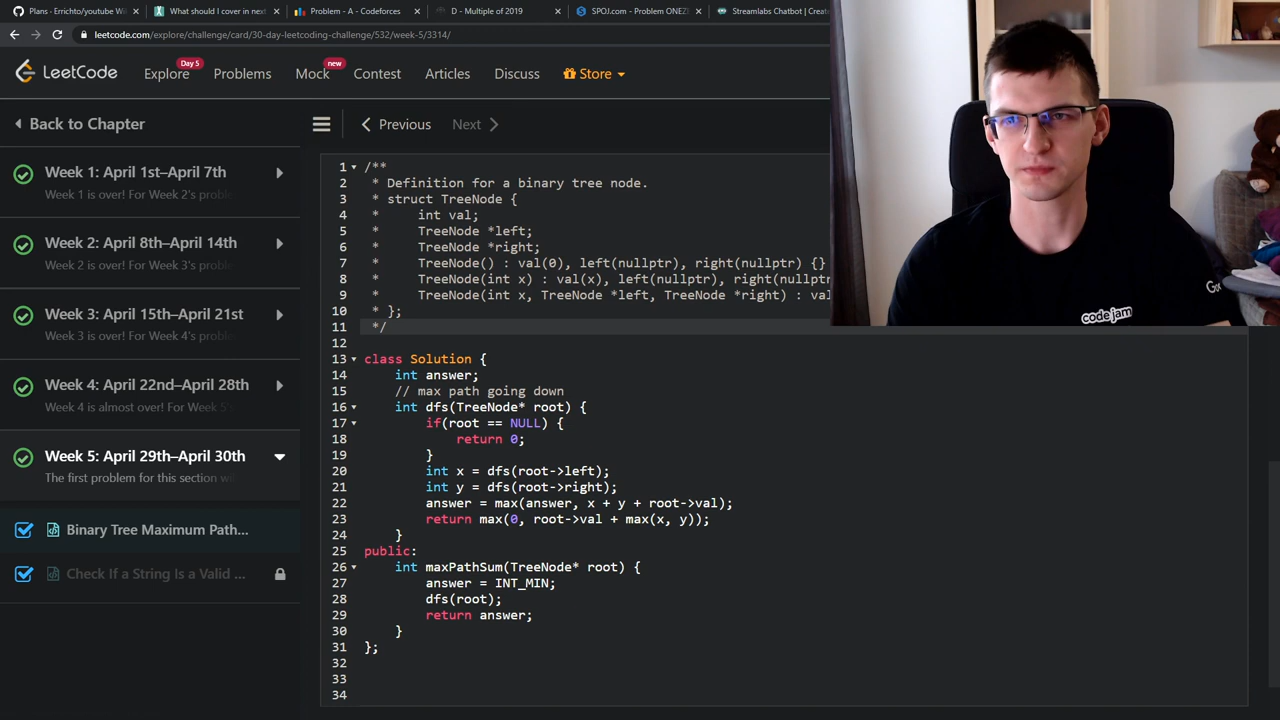 Plans · Errichto/youtube Wi
What should I cover in next
Problem - A - Codeforces
D - Multiple of 2019
SPOJ.com - Problem ONEZ
Streamlabs Chatbot | Creat
leetcode.com/explore/challenge/card/30-day-leetcoding-challenge/532/week-5/3314/
LeetCode
Explore
Day 5
Problems
Mock
new
Contest
Articles
Discuss
Store
Back to Chapter
Previous
Next
Week 1: April 1st–April 7th
Week 1 is over! For Week 2's probl
Week 2: April 8th–April 14th
Week 2 is over! For Week 3's probl
Week 3: April 15th–April 21st
Week 3 is over! For Week 4's probl
Week 4: April 22nd–April 28th
Week 4 is almost over! For Week 5's
Week 5: April 29th–April 30th
The first problem for this section wi
Binary Tree Maximum Path...
Check If a String Is a Valid ...
1 /**
2 * Definition for a binary tree node.
3 * struct TreeNode {
4 * int val;
5 * TreeNode *left;
6 * TreeNode *right;
7 * TreeNode() : val(0), left(nullptr), right(nullptr) {}
8 * TreeNode(int x) : val(x), left(nullptr), right(nullptr
9 * TreeNode(int x, TreeNode *left, TreeNode *right) : val
10 * };
11 */
12
13 class Solution {
14 int answer;
15 // max path going down
16 int dfs(TreeNode* root) {
17 if(root == NULL) {
18 return 0;
19 }
20 int x = dfs(root->left);
21 int y = dfs(root->right);
22 answer = max(answer, x + y + root->val);
23 return max(0, root->val + max(x, y));
24 }
25 public:
26 int maxPathSum(TreeNode* root) {
27 answer = INT_MIN;
28 dfs(root);
29 return answer;
30 }
31 };
32
33
34
code jam